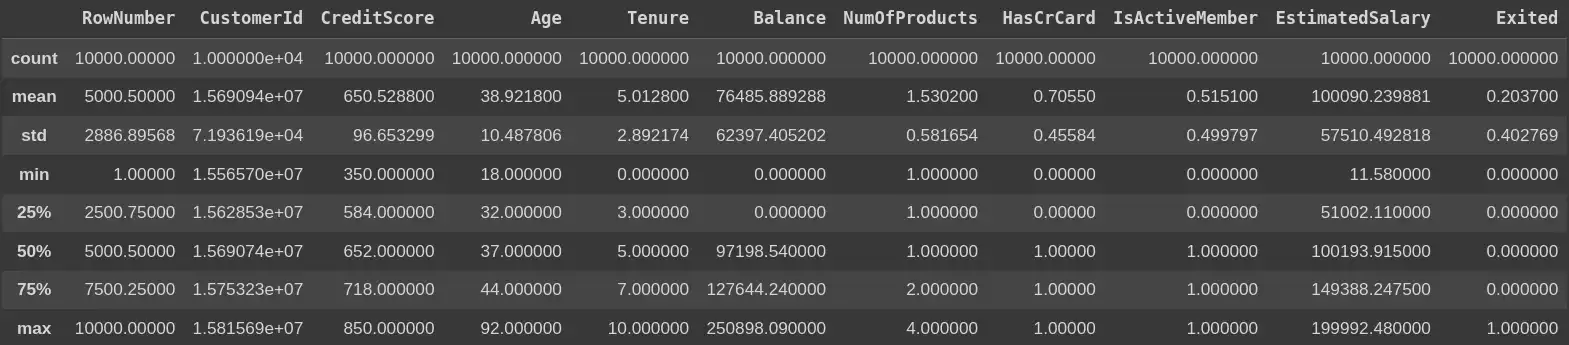 RowNumber CustomerId CreditScore Age Tenure Balance NumOfProducts HasCrCard IsActiveMember EstimatedSalary Exited
count 10000.00000 1.000000e+04 10000.000000 10000.000000 10000.000000 10000.000000 10000.000000 10000.00000 10000.000000 10000.000000 10000.000000
mean 5000.50000 1.569094e+07 650.528800 38.921800 5.012800 76485.889288 1.530200 0.70550 0.515100 100090.239881 0.203700
std 2886.89568 7.193619e+04 96.653299 10.487806 2.892174 62397.405202 0.581654 0.45584 0.499797 57510.492818 0.402769
min 1.00000 1.556570e+07 350.000000 18.000000 0.000000 0.000000 1.000000 0.00000 0.000000 11.580000 0.000000
25% 2500.75000 1.562853e+07 584.000000 32.000000 3.000000 0.000000 1.000000 0.00000 0.000000 51002.110000 0.000000
50% 5000.50000 1.569074e+07 652.000000 37.000000 5.000000 97198.540000 1.000000 1.00000 1.000000 100193.915000 0.000000
75% 7500.25000 1.575323e+07 718.000000 44.000000 7.000000 127644.240000 2.000000 1.00000 1.000000 149388.247500 0.000000
max 10000.00000 1.581569e+07 850.000000 92.000000 10.000000 250898.090000 4.000000 1.00000 1.000000 199992.480000 1.000000